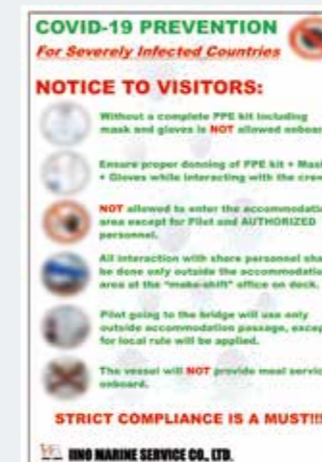 COVID-19 PREVENTION
For Severely Infected Countries
NOTICE TO VISITORS:
Without a complete PPE kit including
mask and gloves is NOT allowed onboard
Ensure proper donning of PPE kit + Mask
+ Gloves while interacting with the crew
NOT allowed to enter the accommodation
area except for Pilot and AUTHORIZED
personnel.
All interaction with shore personnel shall
be done only outside the accommodation
area at the "make-shift" office on deck.
Pilot going to the bridge will use only
outside accommodation passage, except
for local rule will be applied.
The vessel will NOT provide meal service
onboard.
STRICT COMPLIANCE IS A MUST!!!
IINO MARINE SERVICE CO., LTD.